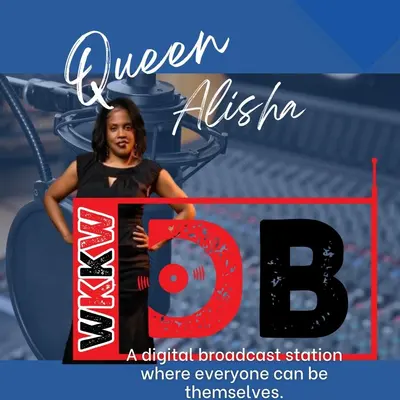 Queen
Alisha
WKKW
DB
A digital broadcast station
where everyone can be
themselves.